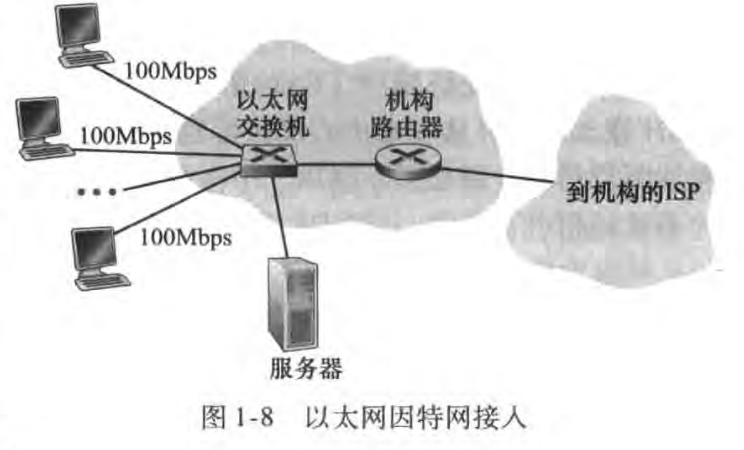 100Mbps
以太网
交换机
机构
路由器
100Mbps
到机构的ISP
100Mbps
服务器
图 1-8 以太网因特网接入